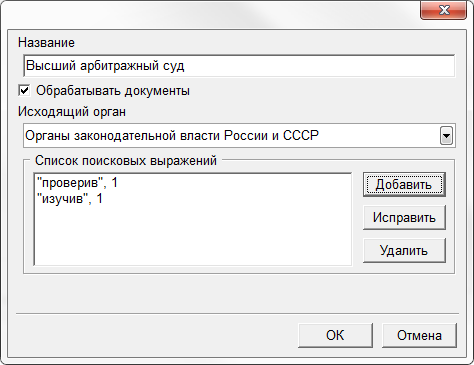 Название
Высший арбитражный суд
Обрабатывать документы
Исходящий орган
Органы законодательной власти России и СССР
Список поисковых выражений
"проверив", 1
"изучив", 1
Добавить
Исправить
Удалить
ОК
Отмена